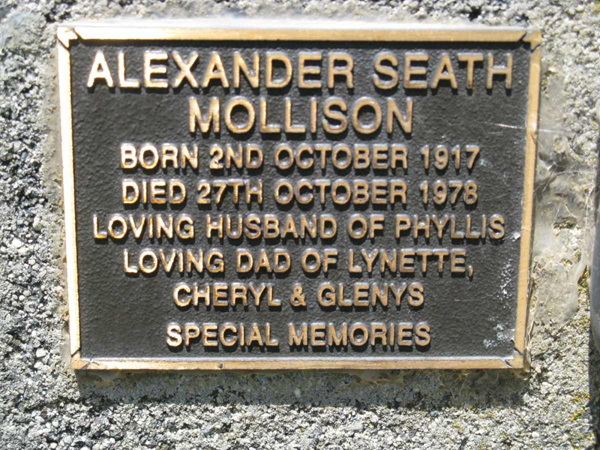 ALEXANDER SEATH
MOLLISON
BORN 2ND OCTOBER 1917
DIED 27TH OCTOBER 1978
LOVING HUSBAND OF PHYLLIS
LOVING DAD OF LYNETTE,
CHERYL & GLENYS
SPECIAL MEMORIES